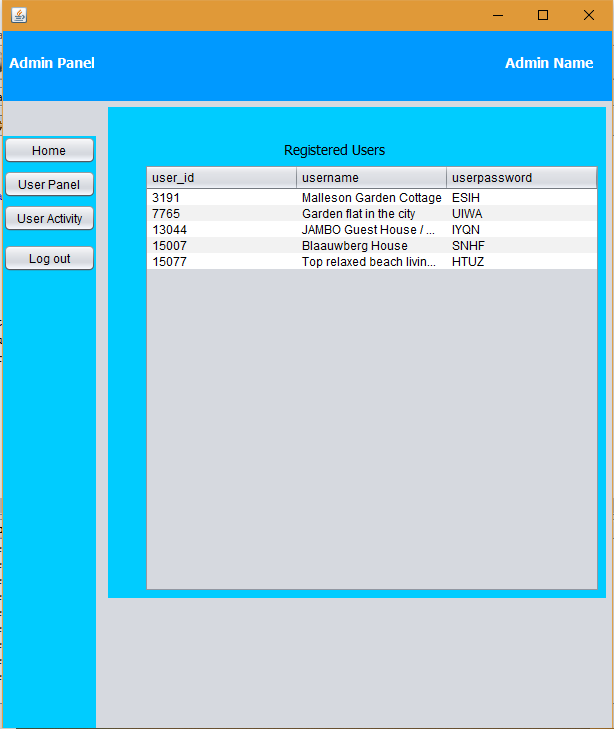 Admin Panel Admin Name
Home
User Panel
User Activity
Log out
Registered Users
user_id username userpassword
3191 Malleson Garden Cottage ESIH
7765 Garden flat in the city UIWA
13044 JAMBO Guest House / ... IYQN
15007 Blaauwberg House SNHF
15077 Top relaxed beach livin... HTUZ